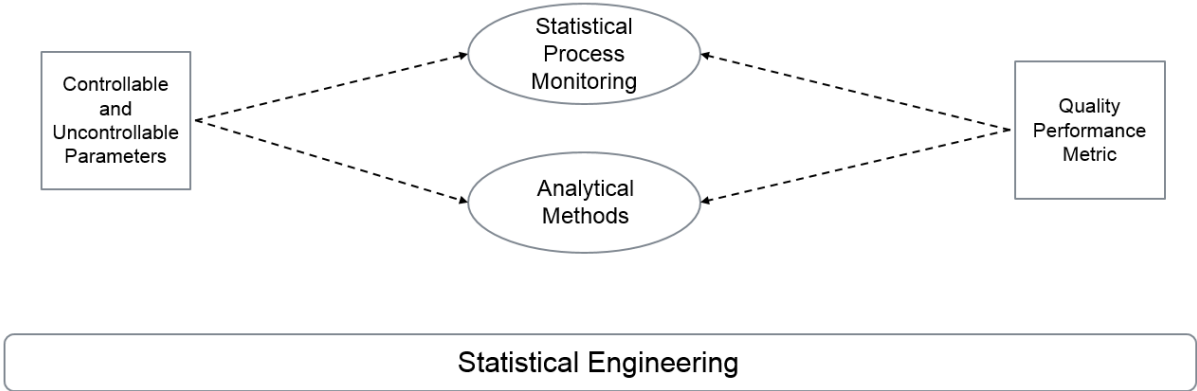 Statistical
Process
Monitoring
Controllable
and
Uncontrollable
Parameters
Quality
Performance
Metric
Analytical
Methods
Statistical Engineering